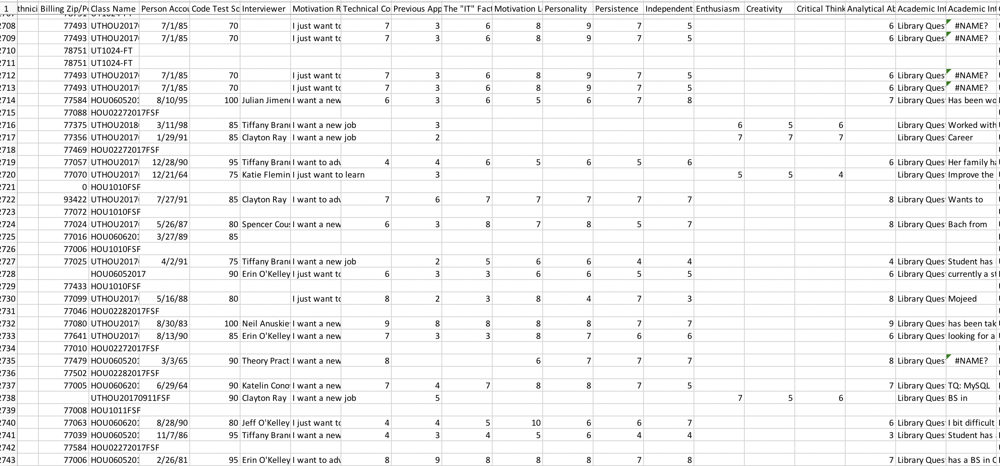 1 thnici Billing Zip/Po Class Name Person Accou Code Test Sc Interviewer Motivation R Technical Co Previous App The "IT" Fact Motivation Le Personality Persistence Independent Enthusiasm Creativity Critical Think Analytical Ab Academic Int Academic Int
2708 77493 UTHOU2017 7/1/85 70 I just want to 7 3 6 8 9 7 5 6 Library Ques #NAME?
2709 77493 UTHOU2017 7/1/85 70 I just want to 7 3 6 8 9 7 5 6 Library Ques #NAME?
2710 78751 UT1024-FT
2711 78751 UT1024-FT
2712 77493 UTHOU2017 7/1/85 70 I just want to 7 3 6 8 9 7 5 6 Library Ques #NAME?
2713 77493 UTHOU2017 7/1/85 70 I just want to 7 3 6 8 9 7 5 6 Library Ques #NAME?
2714 77584 HOU060520 8/10/95 100 Julian Jimene I want a new 6 3 6 5 6 7 8 7 Library Ques Has been wo
2715 77088 HOU02272017FSF
2716 77375 UTHOU2018 3/11/98 85 Tiffany Branu I want a new job 3 6 5 6 Library Ques Worked with
2717 77356 UTHOU2017 1/29/91 85 Clayton Ray I want a new job 2 7 7 7 Library Ques Career
2718 77469 HOU02272017FSF
2719 77057 UTHOU2017 12/28/90 95 Tiffany Branu I want to adv 4 4 6 5 6 5 6 6 Library Ques Her family ha
2720 77070 UTHOU2017 12/21/64 75 Katie Flemin I just want to learn 3 5 5 4 Library Ques Improve the
2721 0 HOU1010FSF
2722 93422 UTHOU2017 7/27/91 85 Clayton Ray I want to adv 7 6 7 7 7 7 7 8 Library Ques Wants to
2723 77072 HOU1010FSF
2724 77024 UTHOU2017 5/26/87 80 Spencer Cous I want a new 6 3 8 7 8 5 7 8 Library Ques Bach from
2725 77016 HOU060620 3/27/89 85
2726 77006 HOU1010FSF
2727 77025 UTHOU2017 4/2/91 75 Tiffany Branu I want a new job 2 5 6 6 4 4 4 Library Ques Student has
2728 HOU06052017 90 Erin O'Kelley I just want to 6 3 3 6 6 5 5 6 Library Ques currently a st
2729 77433 HOU1010FSF
2730 77099 UTHOU2017 5/16/88 80 I just want to 8 2 3 8 4 7 3 8 Library Ques Mojeed
2731 77046 HOU02282017FSF
2732 77080 UTHOU2017 8/30/83 100 Neil Anuskie I want a new 9 8 8 8 8 7 7 9 Library Ques has been tak
2733 77641 UTHOU2017 8/13/90 85 Erin O'Kelley I want a new 7 3 3 8 7 6 6 6 Library Ques looking for a
2734 77010 HOU02272017FSF
2735 77479 HOU060520 3/3/65 90 Theory Pract I want a new 8 6 7 7 7 8 Library Ques #NAME?
2736 77502 HOU02282017FSF
2737 77005 HOU060620 6/29/64 90 Katelin Cono I want a new 7 4 7 8 8 7 5 7 Library Ques TQ: MySQL
2738 UTHOU20170911FSF 90 Clayton Ray I want a new job 5 7 5 6 Library Ques BS in
2739 77008 HOU1011FSF
2740 77063 HOU060620 8/28/90 80 Jeff O'Kelley I just want to 4 4 5 10 6 6 7 6 Library Ques I bit difficult
2741 77039 HOU060520 11/7/86 95 Tiffany Branu I want a new 4 3 4 5 6 4 4 3 Library Ques Student has
2742 77584 HOU02272017FSF
2743 77006 HOU060520 2/26/81 95 Erin O'Kelley I want to adv 8 9 8 8 8 7 8 7 Library Ques has a BS in C